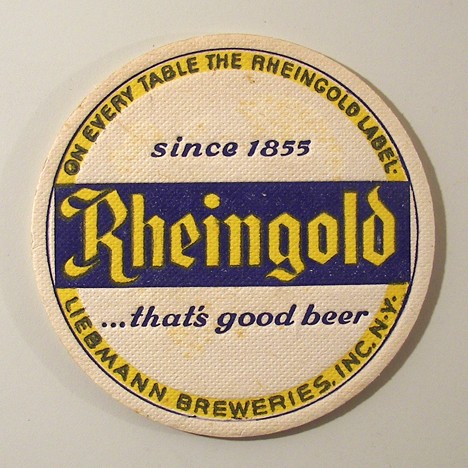 ON EVERY TABLE THE RHEINGOLD LABEL·
since 1855
Rheingold
...that's good beer
LIEBMANN BREWERIES, INC. N.Y.